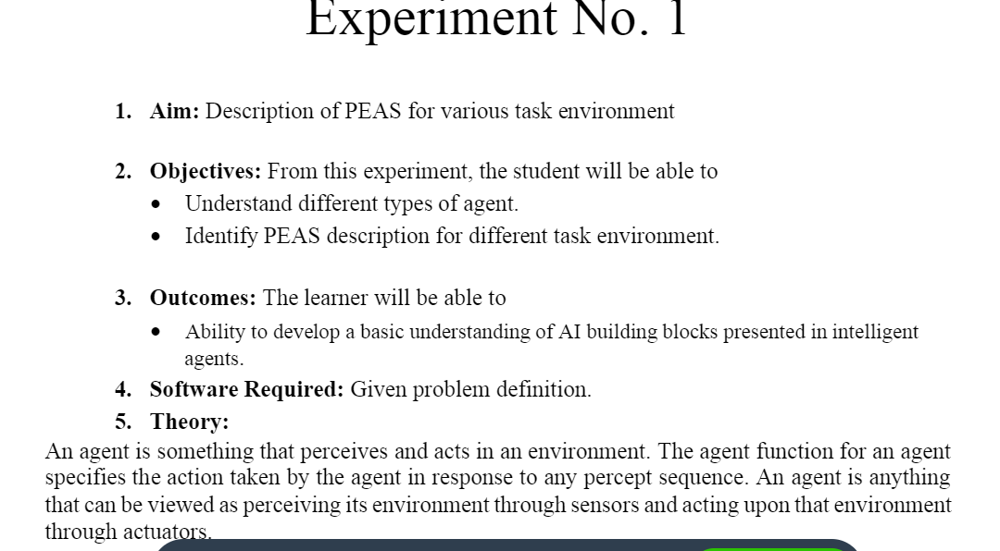 Experiment No. 1
1. Aim: Description of PEAS for various task environment
2. Objectives: From this experiment, the student will be able to
• Understand different types of agent.
• Identify PEAS description for different task environment.
3. Outcomes: The learner will be able to
• Ability to develop a basic understanding of AI building blocks presented in intelligent
agents.
4. Software Required: Given problem definition.
5. Theory:
An agent is something that perceives and acts in an environment. The agent function for an agent
specifies the action taken by the agent in response to any percept sequence. An agent is anything
that can be viewed as perceiving its environment through sensors and acting upon that environment
through actuators.